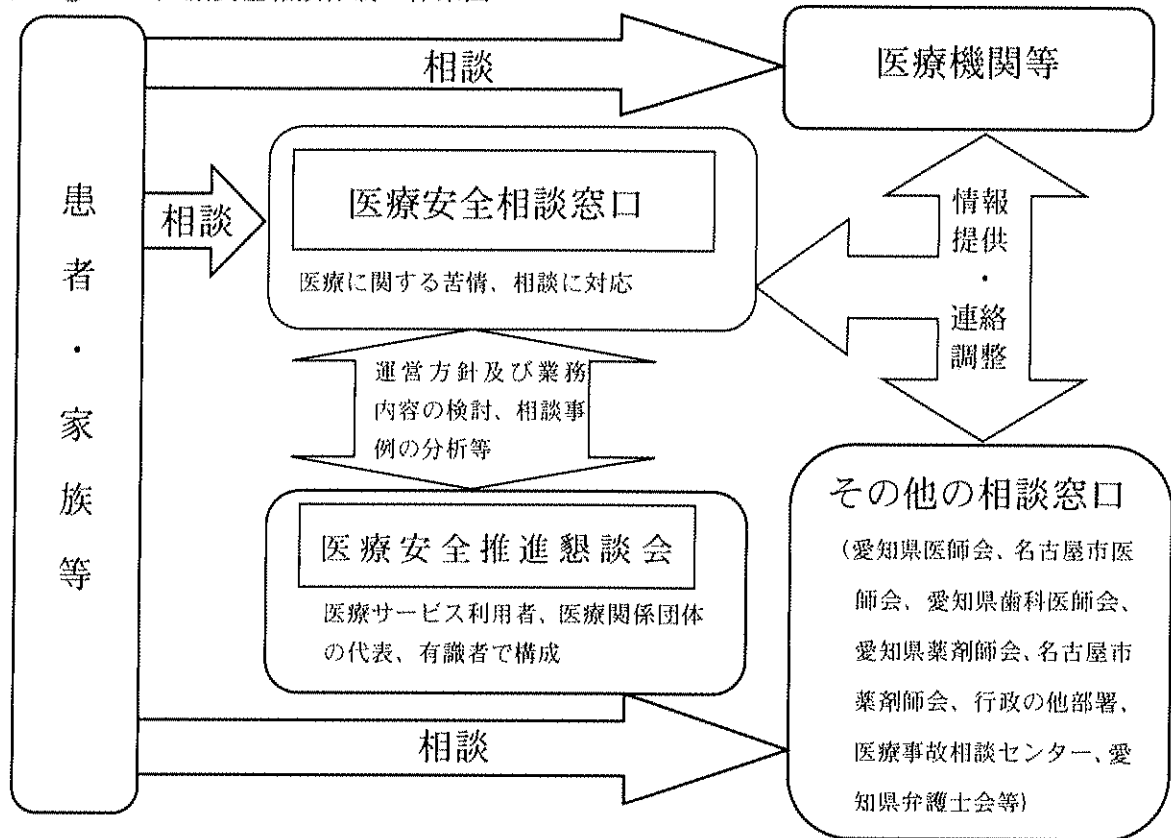 患者・家族等
相談
医療機関等
相談
医療安全相談窓口
医療に関する苦情、相談に対応
情報
提供
・
連絡
調整
運営方針及び業務
内容の検討、相談事
例の分析等
医療安全推進懇談会
医療サービス利用者、医療関係団体
の代表、有識者で構成
相談
その他の相談窓口
(愛知県医師会、名古屋市医
師会、愛知県歯科医師会、
愛知県薬剤師会、名古屋市
薬剤師会、行政の他部署、
医療事故相談センター、愛
知県弁護士会等)